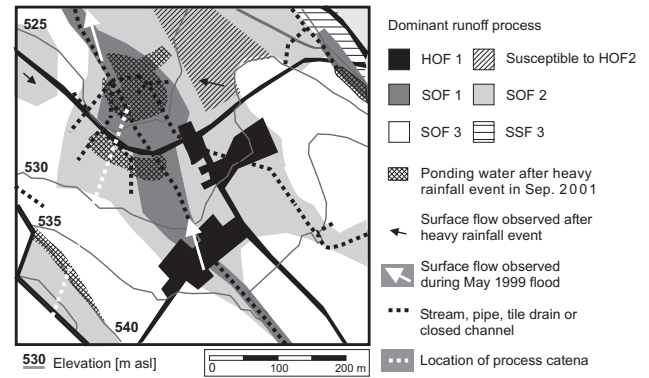 525
530
535
540
530 Elevation [m asl]
0 100 200 m
Dominant runoff process
HOF 1 Susceptible to HOF2
SOF 1 SOF 2
SOF 3 SSF 3
Ponding water after heavy
rainfall event in Sep. 2001
Surface flow observed after
heavy rainfall event
Surface flow observed
during May 1999 flood
Stream, pipe, tile drain or
closed channel
Location of process catena